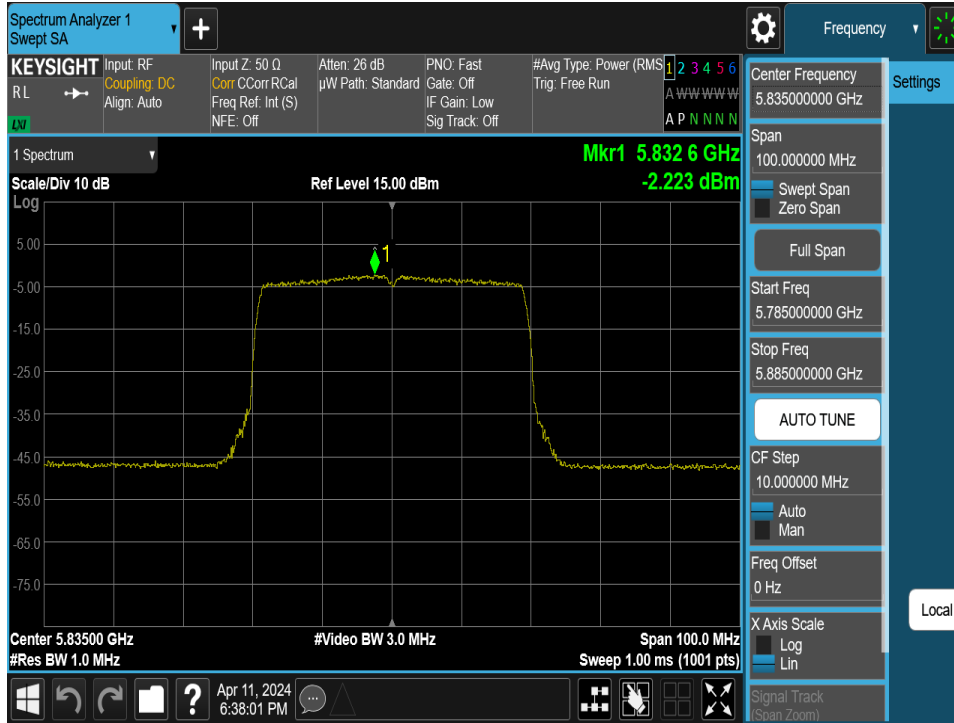 Spectrum Analyzer 1
Swept SA
+
Frequency
KEYSIGHT
RL
LXI
Input: RF
Coupling: DC
Align: Auto
Input Z: 50 Ω
Corr CCorr RCal
Freq Ref: Int (S)
NFE: Off
Atten: 26 dB
µW Path: Standard
PNO: Fast
Gate: Off
IF Gain: Low
Sig Track: Off
#Avg Type: Power (RMS
Trig: Free Run
1 2 3 4 5 6
A W W W W W
A P N N N N
1 Spectrum
Mkr1 5.832 6 GHz
Scale/Div 10 dB
Ref Level 15.00 dBm
-2.223 dBm
Log
1
5.00
-5.00
-15.0
-25.0
-35.0
-45.0
-55.0
-65.0
-75.0
Center 5.83500 GHz
#Video BW 3.0 MHz
Span 100.0 MHz
#Res BW 1.0 MHz
Sweep 1.00 ms (1001 pts)
?
Apr 11, 2024
6:38:01 PM
Center Frequency
5.835000000 GHz
Span
100.000000 MHz
Swept Span
Zero Span
Full Span
Start Freq
5.785000000 GHz
Stop Freq
5.885000000 GHz
AUTO TUNE
CF Step
10.000000 MHz
Auto
Man
Freq Offset
0 Hz
X Axis Scale
Log
Lin
Signal Track
(Span Zoom)
Settings
Local